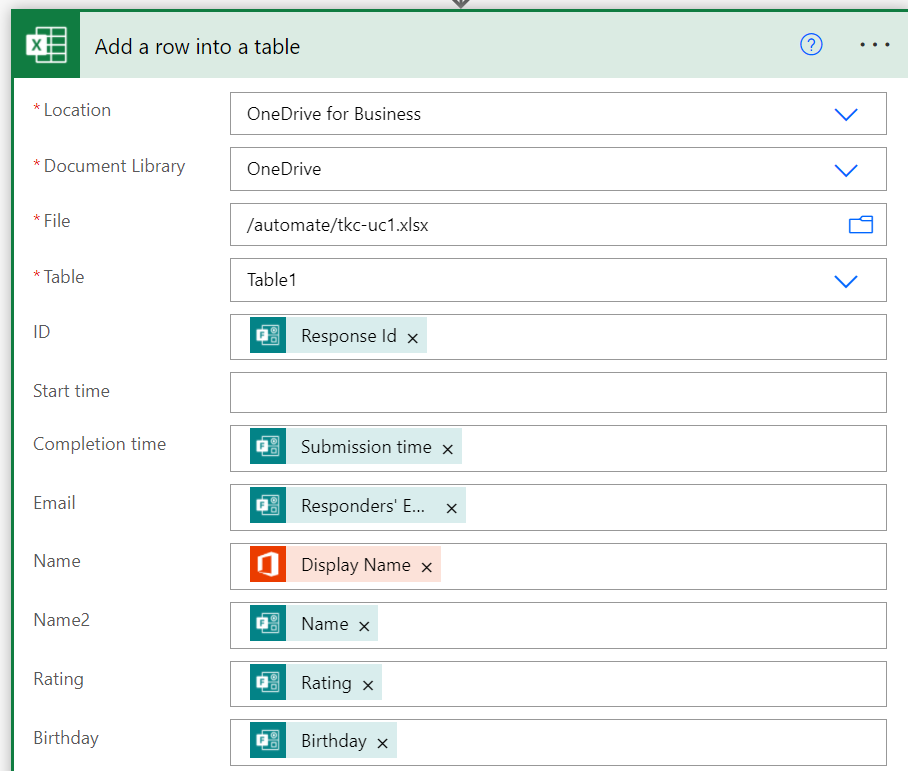 Add a row into a table
* Location OneDrive for Business
* Document Library OneDrive
* File /automate/tkc-uc1.xlsx
* Table Table1
ID Response Id ×
Start time
Completion time Submission time ×
Email Responders' E... ×
Name Display Name ×
Name2 Name ×
Rating Rating ×
Birthday Birthday ×